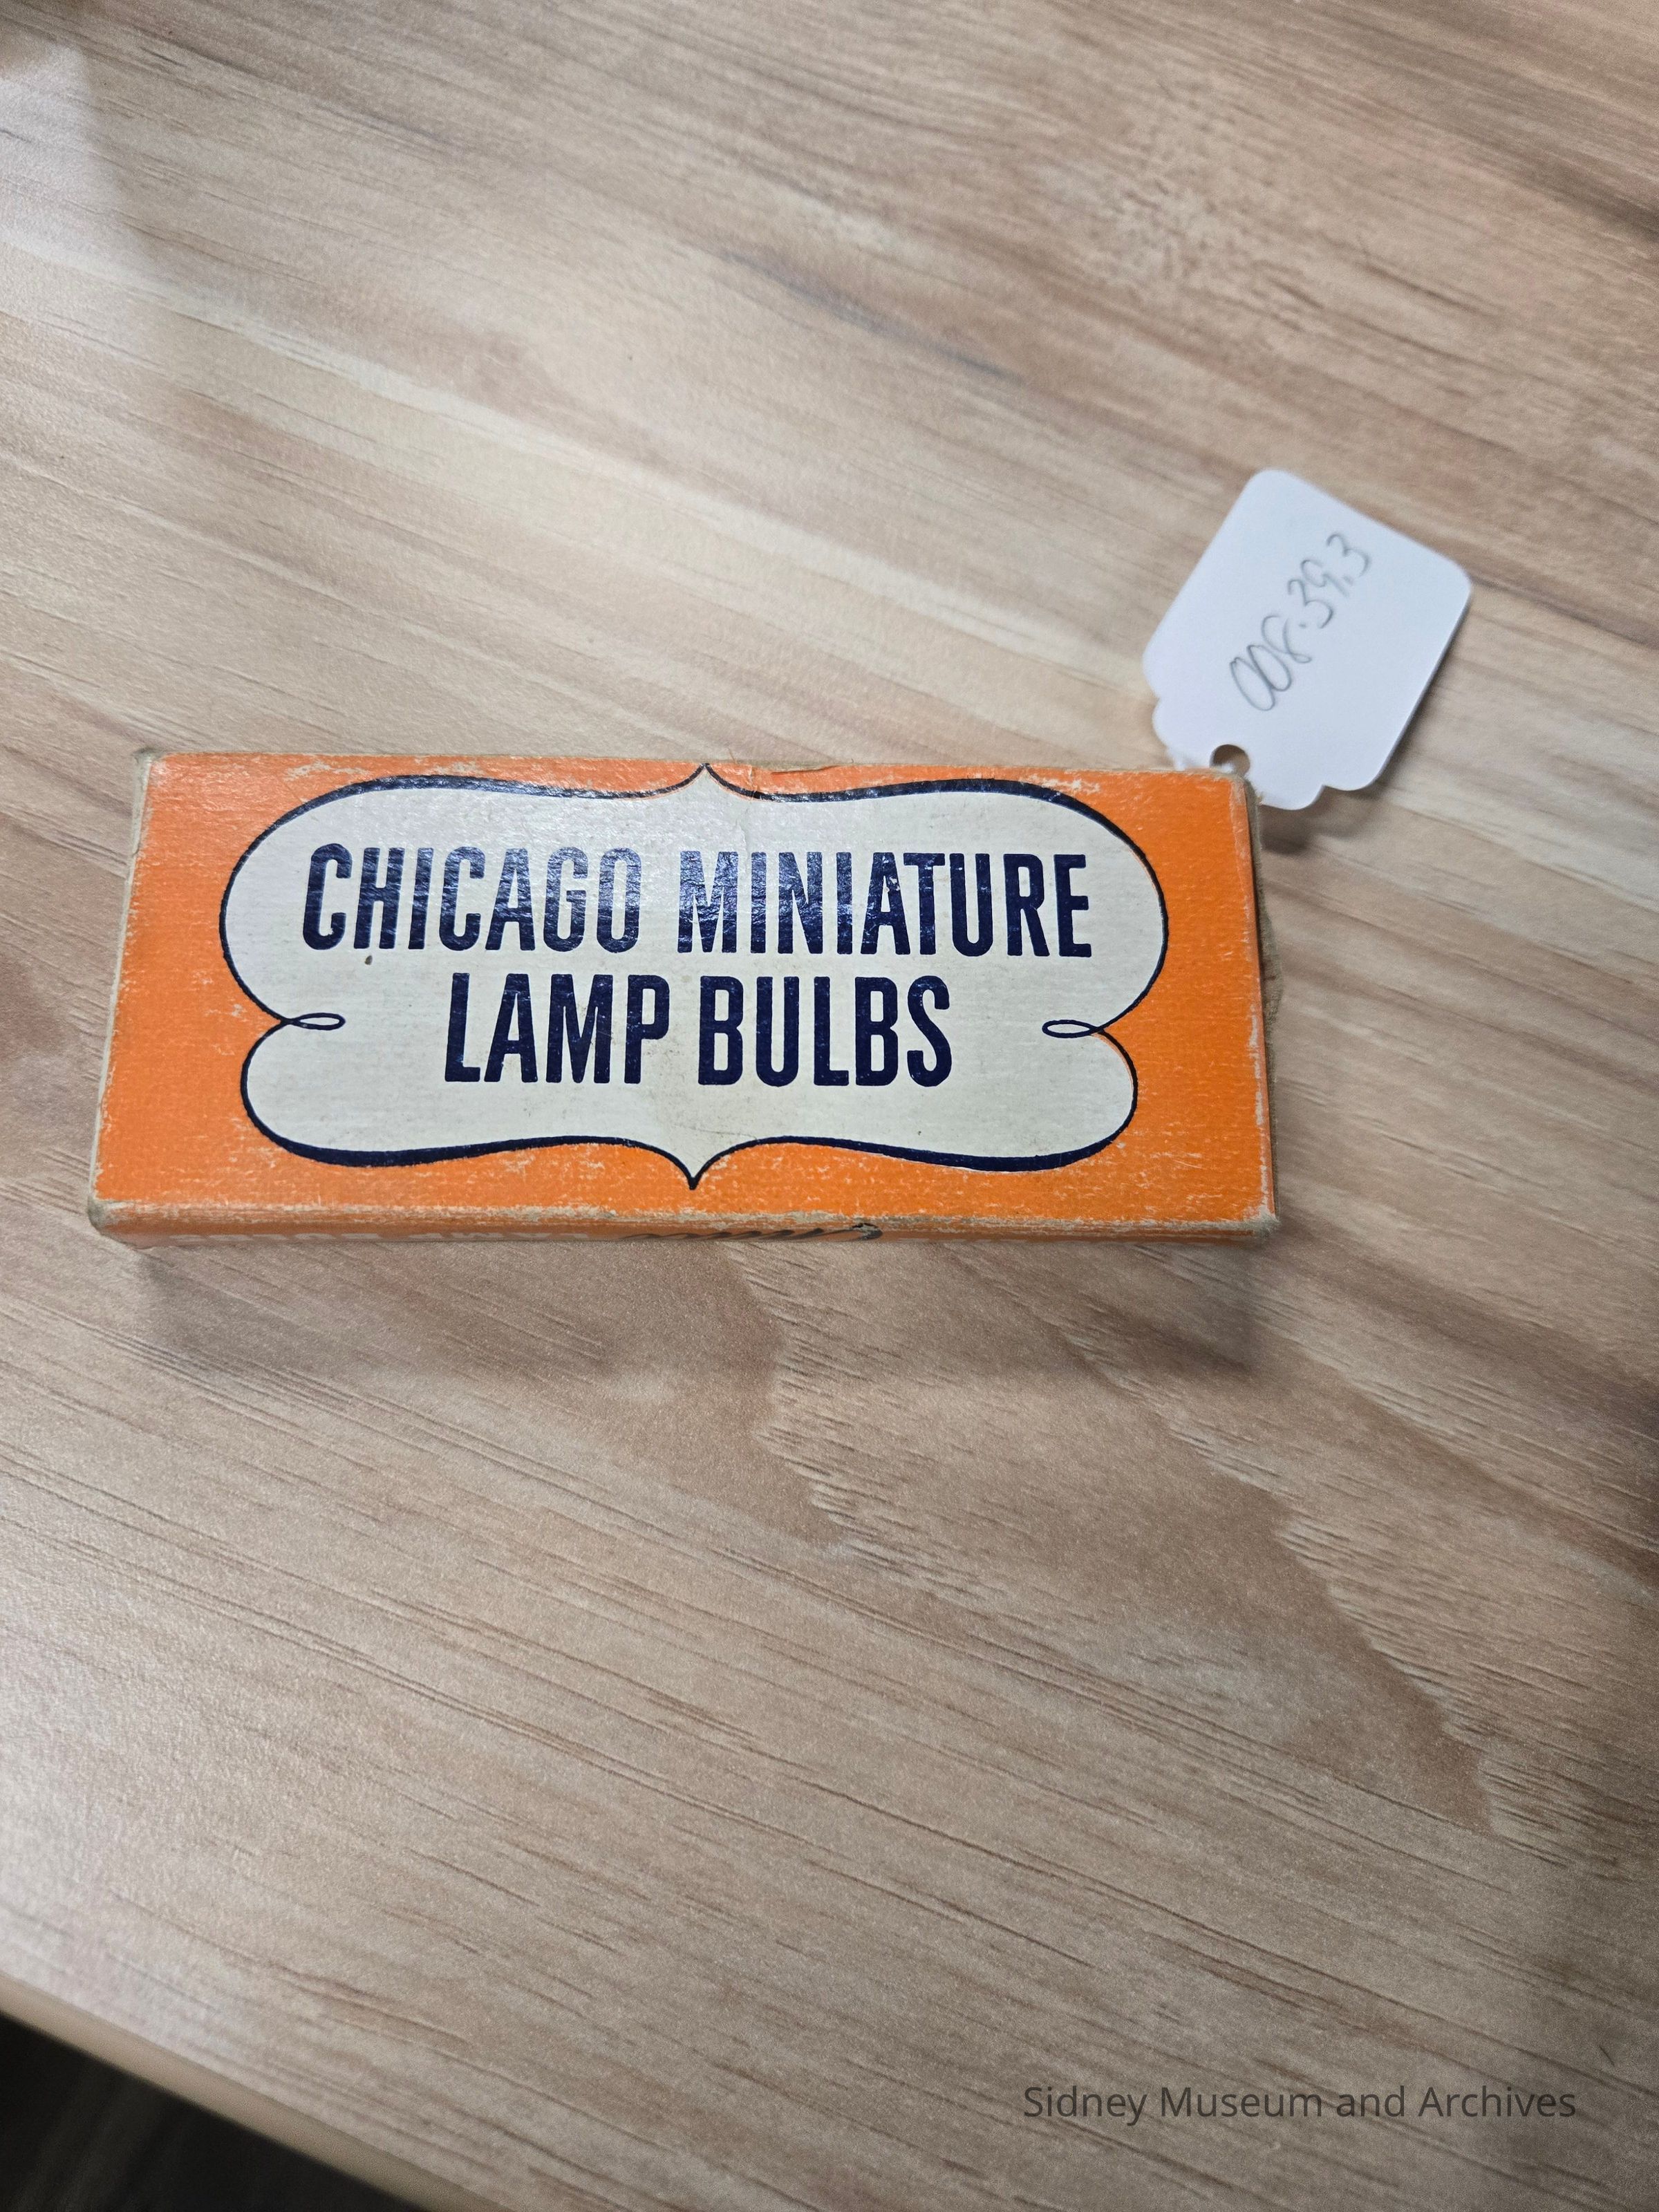 008.39.3
CHICAGO MINIATURE
LAMP BULBS
Sidney Museum and Archives